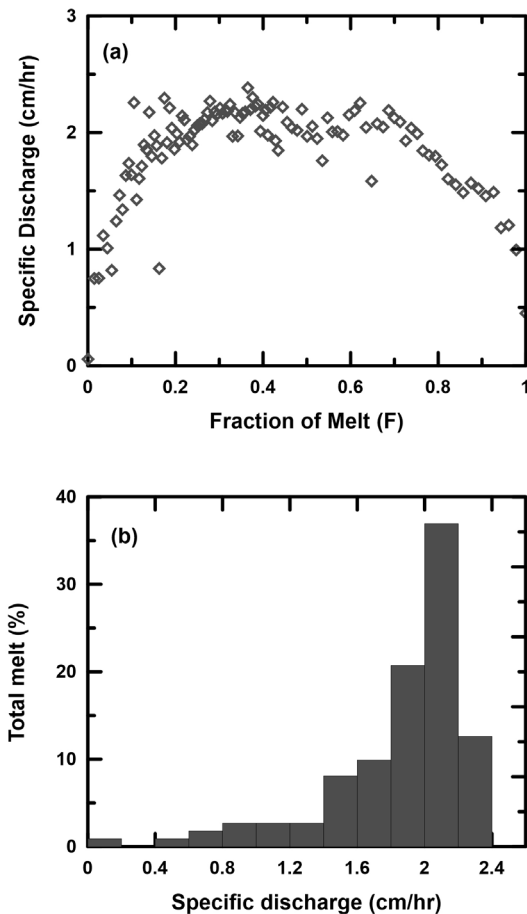 3
(a)
2
1
0
Specific Discharge (cm/hr)
0 0.2 0.4 0.6 0.8 1
Fraction of Melt (F)
40
(b)
30
20
10
0
Total melt (%)
0 0.4 0.8 1.2 1.6 2 2.4
Specific discharge (cm/hr)